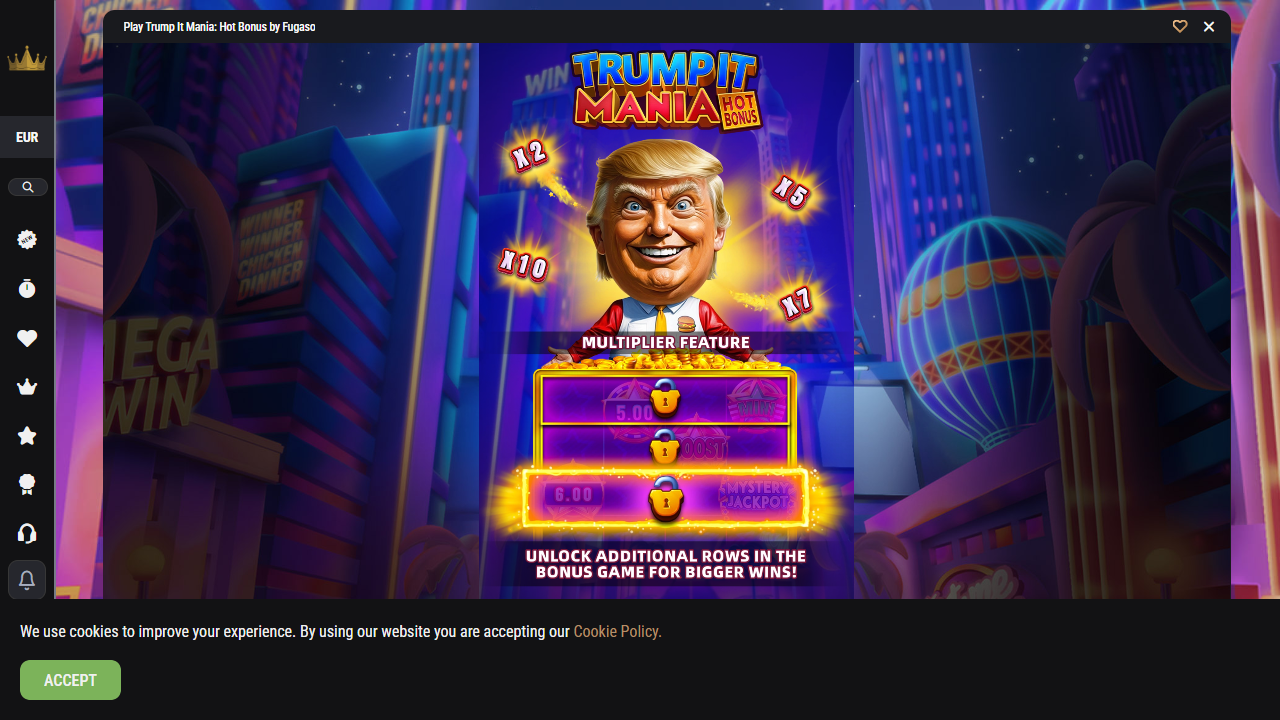 Play Trump It Mania: Hot Bonus by Fugaso
EUR
NEW
WINNER
WINNER
CHICKEN
DINNER
MEGA
WIN
WIN
TRUMP IT
MANIA
HOT
BONUS
X2
X5
X10
X7
MULTIPLIER FEATURE
5.00
6.00
MYSTERY
JACKPOT
UNLOCK ADDITIONAL ROWS IN THE
BONUS GAME FOR BIGGER WINS!
We use cookies to improve your experience. By using our website you are accepting our Cookie Policy.
ACCEPT